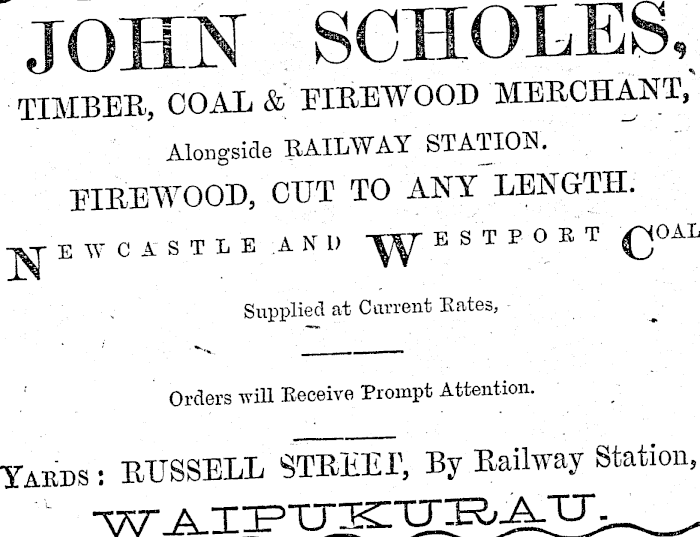 JOHN SCHOLES,
TIMBER, COAL & FIREWOOD MERCHANT,
Alongside RAILWAY STATION.
FIREWOOD, CUT TO ANY LENGTH.
NEWCASTLE AND WESTPORT COAL
Supplied at Current Rates,
Orders will Receive Prompt Attention.
YARDS: RUSSELL STREET, By Railway Station,
WAIPUKURAU.